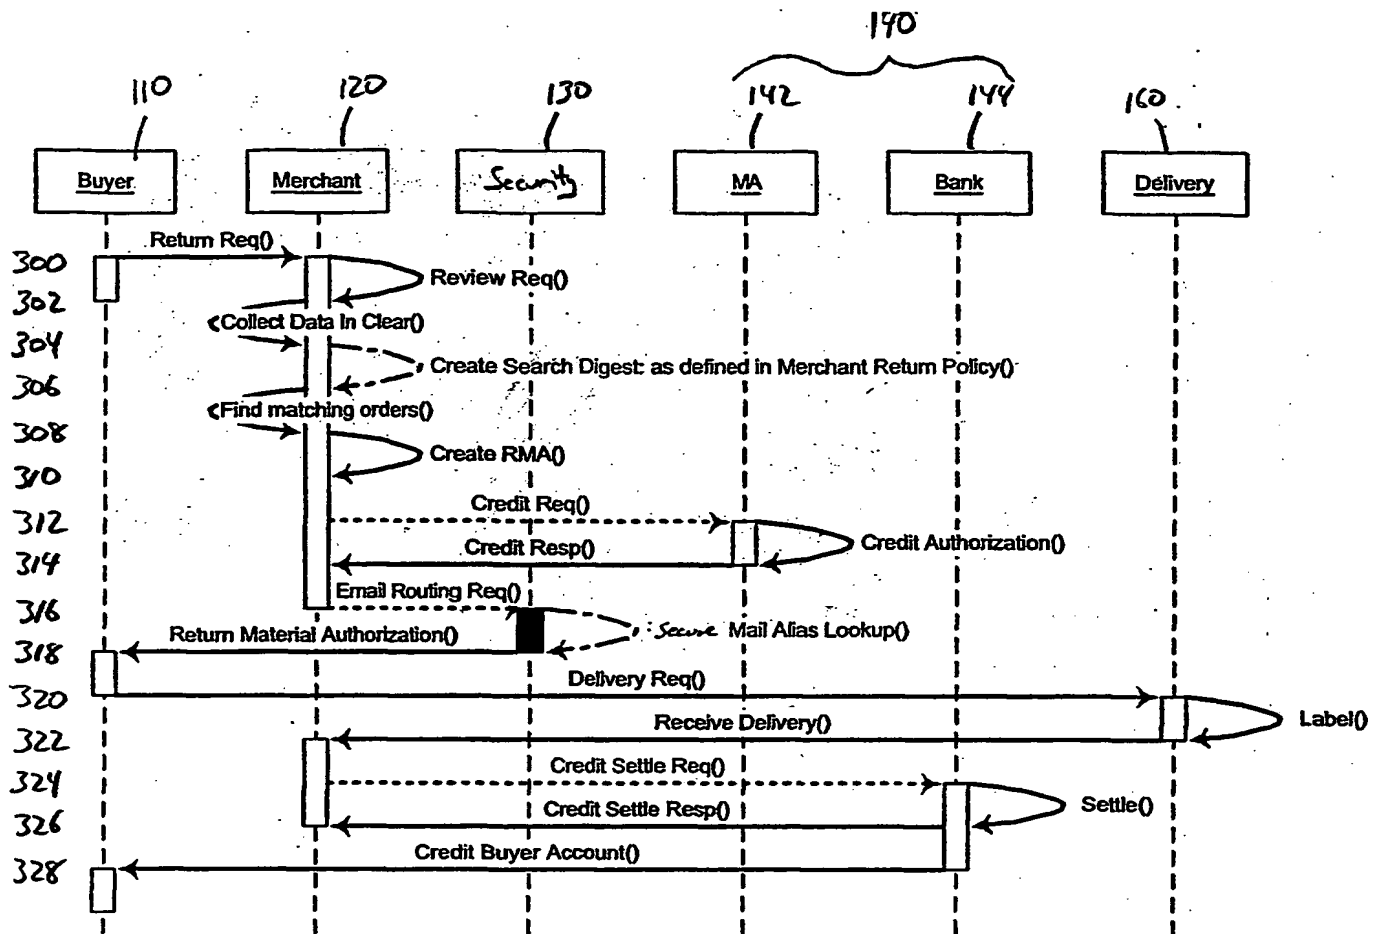 140
110 120 130 142 144 160
Buyer Merchant Security MA Bank Delivery
Return Req()
300
Review Req()
302
Collect Data In Clear()
304
Create Search Digest: as defined in Merchant Return Policy()
306
Find matching orders()
308
Create RMA()
310
Credit Req()
312
Credit Authorization()
Credit Resp()
314
Email Routing Req()
316
Secure Mail Alias Lookup()
Return Material Authorization()
318
Delivery Req()
320
Label()
Receive Delivery()
322
Credit Settle Req()
324
Settle()
Credit Settle Resp()
326
Credit Buyer Account()
328